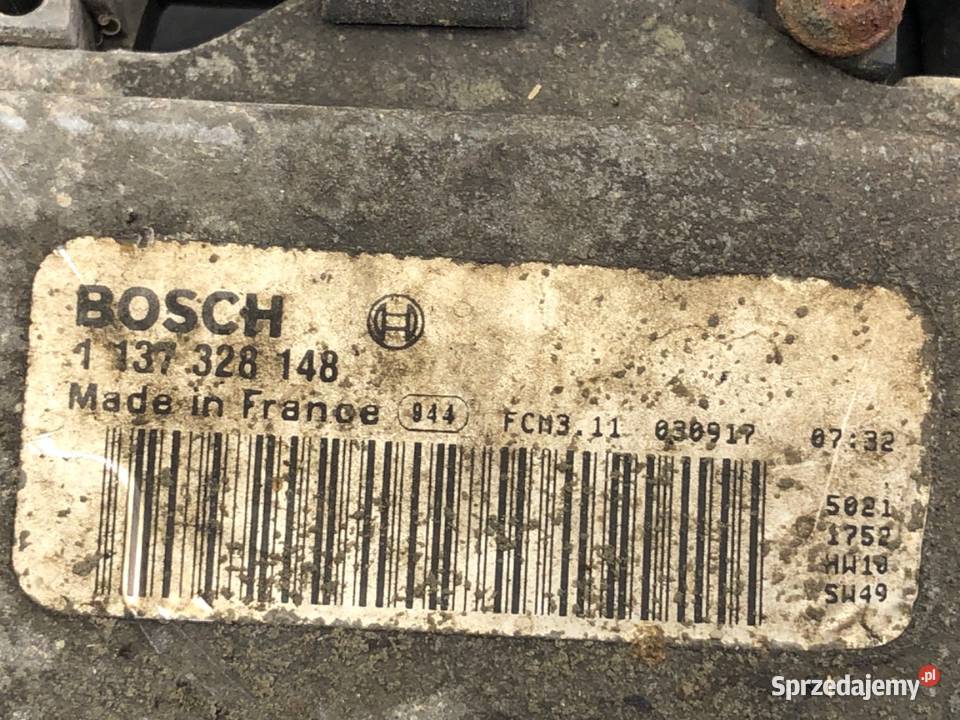 BOSCH
1 137 328 148
Made in France 944 FCM3.11 030917 07:32
5021
1752
HW10
SW49
Sprzedajemy.pl